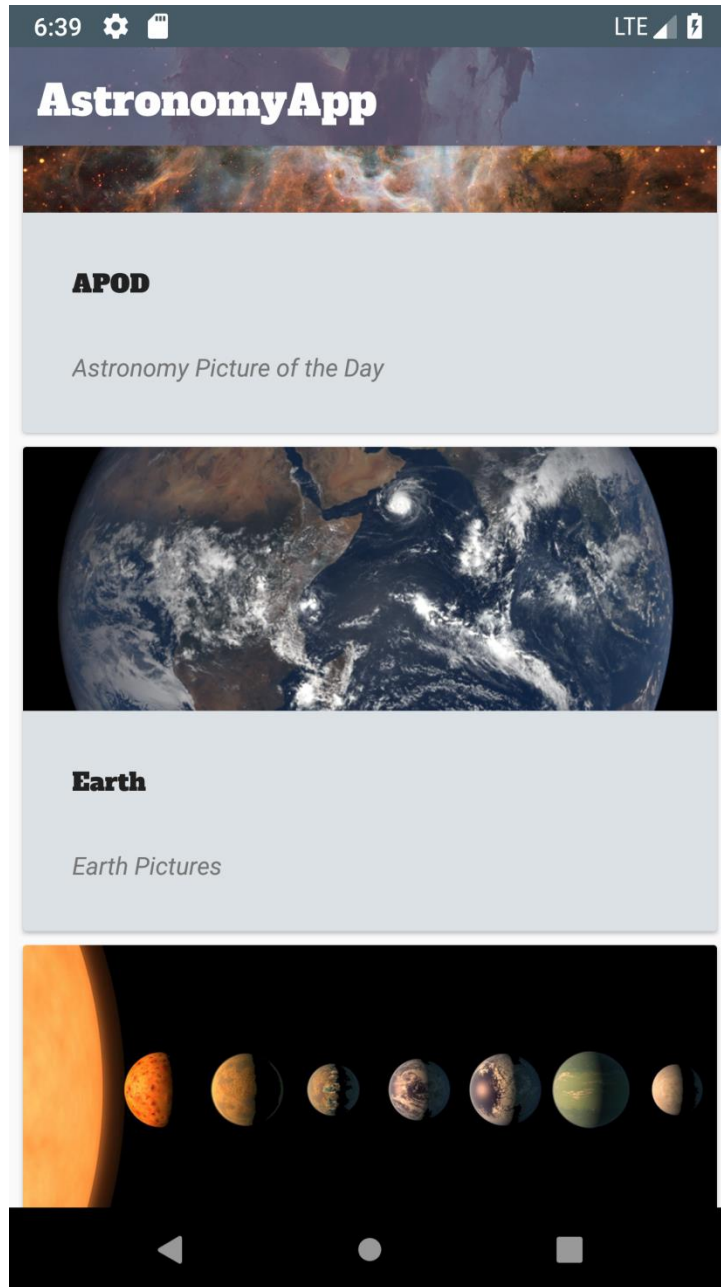 6:39 LTE
AstronomyApp
APOD
Astronomy Picture of the Day
Earth
Earth Pictures